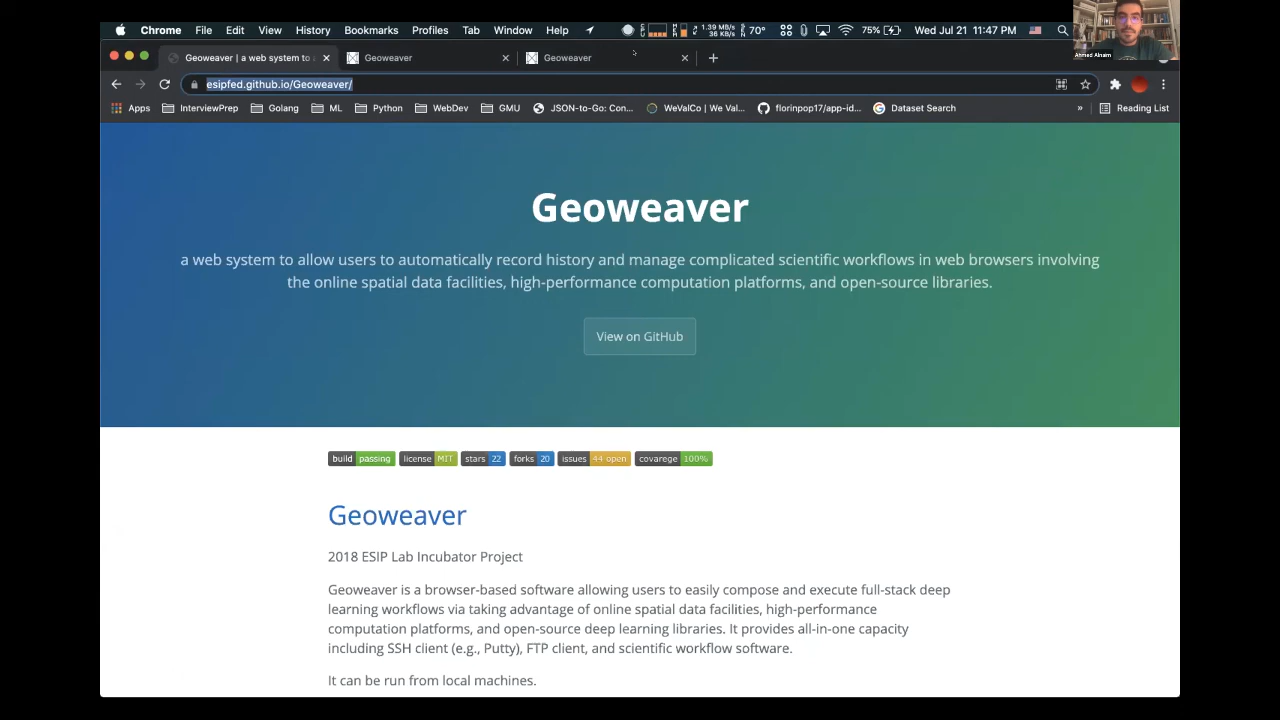 Chrome File Edit View History Bookmarks Profiles Tab Window Help 1.39 MB/s 36 KB/s 70° 75% Wed Jul 21 11:47 PM
Ahmed Alnaim
Geoweaver | a web system to Geoweaver Geoweaver
esipfed.github.io/Geoweaver/
Apps InterviewPrep Golang ML Python WebDev GMU JSON-to-Go: Con... WeValCo | We Val... florinpop17/app-id... Dataset Search » Reading List
Geoweaver
a web system to allow users to automatically record history and manage complicated scientific workflows in web browsers involving
the online spatial data facilities, high-performance computation platforms, and open-source libraries.
View on GitHub
build passing license MIT stars 22 forks 20 issues 44 open covarege 100%
Geoweaver
2018 ESIP Lab Incubator Project
Geoweaver is a browser-based software allowing users to easily compose and execute full-stack deep
learning workflows via taking advantage of online spatial data facilities, high-performance
computation platforms, and open-source deep learning libraries. It provides all-in-one capacity
including SSH client (e.g., Putty), FTP client, and scientific workflow software.
It can be run from local machines.